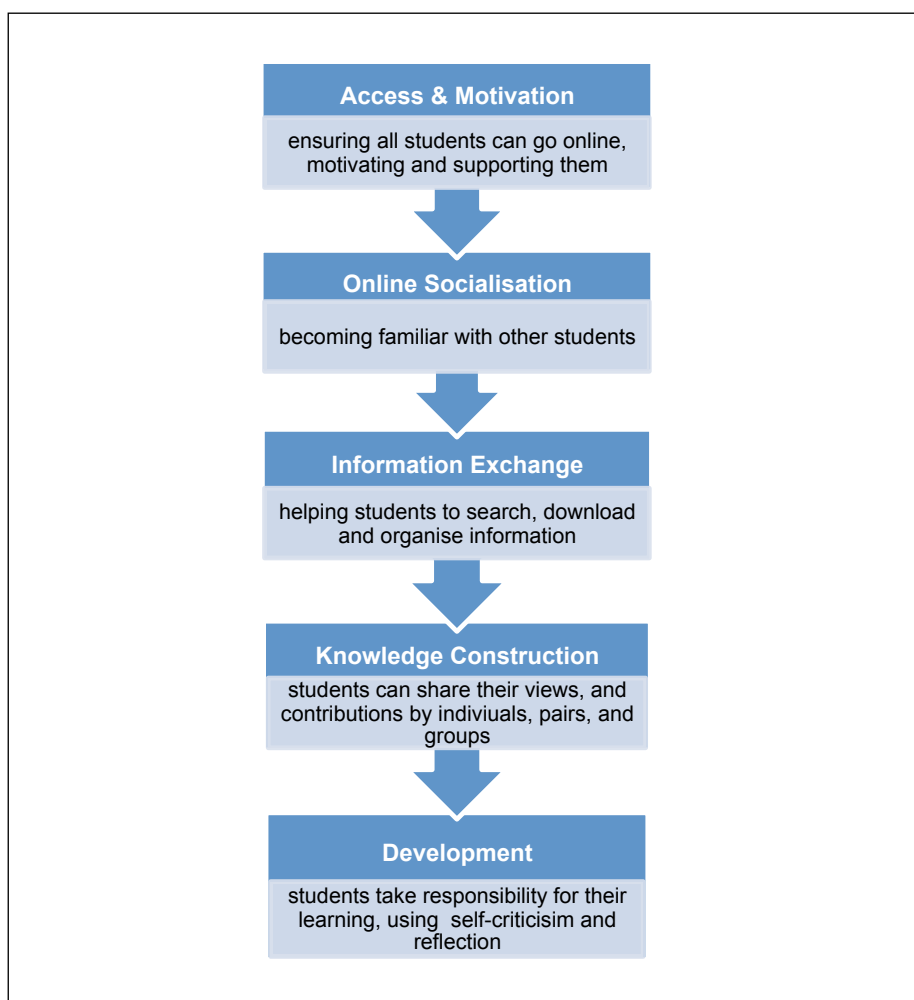 Access & Motivation
ensuring all students can go online,
motivating and supporting them
Online Socialisation
becoming familiar with other students
Information Exchange
helping students to search, download
and organise information
Knowledge Construction
students can share their views, and
contributions by indiviuals, pairs, and
groups
Development
students take responsibility for their
learning, using  self-criticisim and
reflection